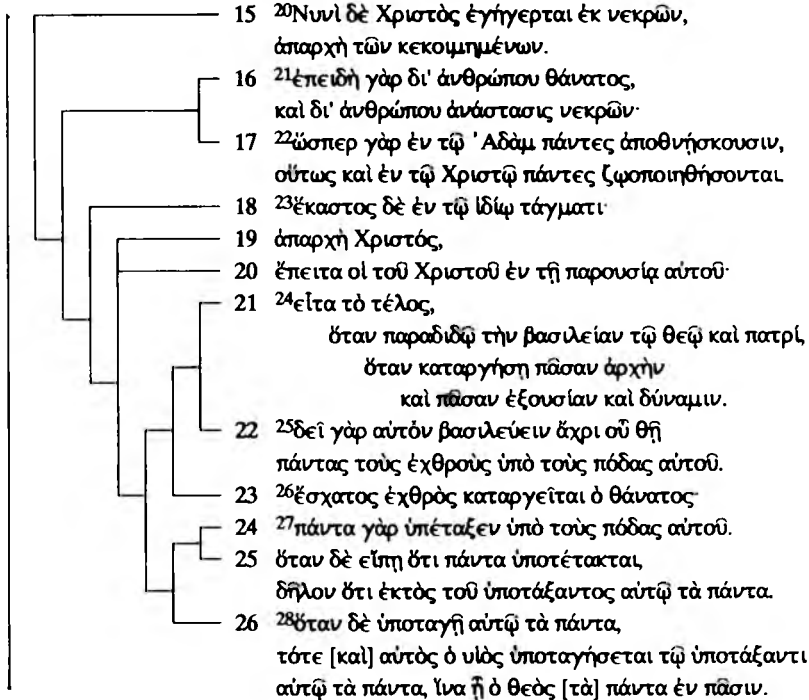 15 ²⁰Νυνὶ δὲ Χριστὸς ἐγήγερται ἐκ νεκρῶν,
ἀπαρχὴ τῶν κεκοιμημένων.
16 ²¹ἐπειδὴ γὰρ δι' ἀνθρώπου θάνατος,
καὶ δι' ἀνθρώπου ἀνάστασις νεκρῶν·
17 ²²ὥσπερ γὰρ ἐν τῷ 'Αδὰμ πάντες ἀποθνῄσκουσιν,
οὕτως καὶ ἐν τῷ Χριστῷ πάντες ζῳοποιηθήσονται.
18 ²³ἕκαστος δὲ ἐν τῷ ἰδίῳ τάγματι·
19 ἀπαρχὴ Χριστός,
20 ἔπειτα οἱ τοῦ Χριστοῦ ἐν τῇ παρουσίᾳ αὐτοῦ·
21 ²⁴εἶτα τὸ τέλος,
ὅταν παραδιδῷ τὴν βασιλείαν τῷ θεῷ καὶ πατρί,
ὅταν καταργήσῃ πᾶσαν ἀρχὴν
καὶ πᾶσαν ἐξουσίαν καὶ δύναμιν.
22 ²⁵δεῖ γὰρ αὐτὸν βασιλεύειν ἄχρι οὗ θῇ
πάντας τοὺς ἐχθροὺς ὑπὸ τοὺς πόδας αὐτοῦ.
23 ²⁶ἔσχατος ἐχθρὸς καταργεῖται ὁ θάνατος·
24 ²⁷πάντα γὰρ ὑπέταξεν ὑπὸ τοὺς πόδας αὐτοῦ.
25 ὅταν δὲ εἴπῃ ὅτι πάντα ὑποτέτακται,
δῆλον ὅτι ἐκτὸς τοῦ ὑποτάξαντος αὐτῷ τὰ πάντα.
26 ²⁸ὅταν δὲ ὑποταγῇ αὐτῷ τὰ πάντα,
τότε [καὶ] αὐτὸς ὁ υἱὸς ὑποταγήσεται τῷ ὑποτάξαντι
αὐτῷ τὰ πάντα, ἵνα ᾖ ὁ θεὸς [τὰ] πάντα ἐν πᾶσιν.